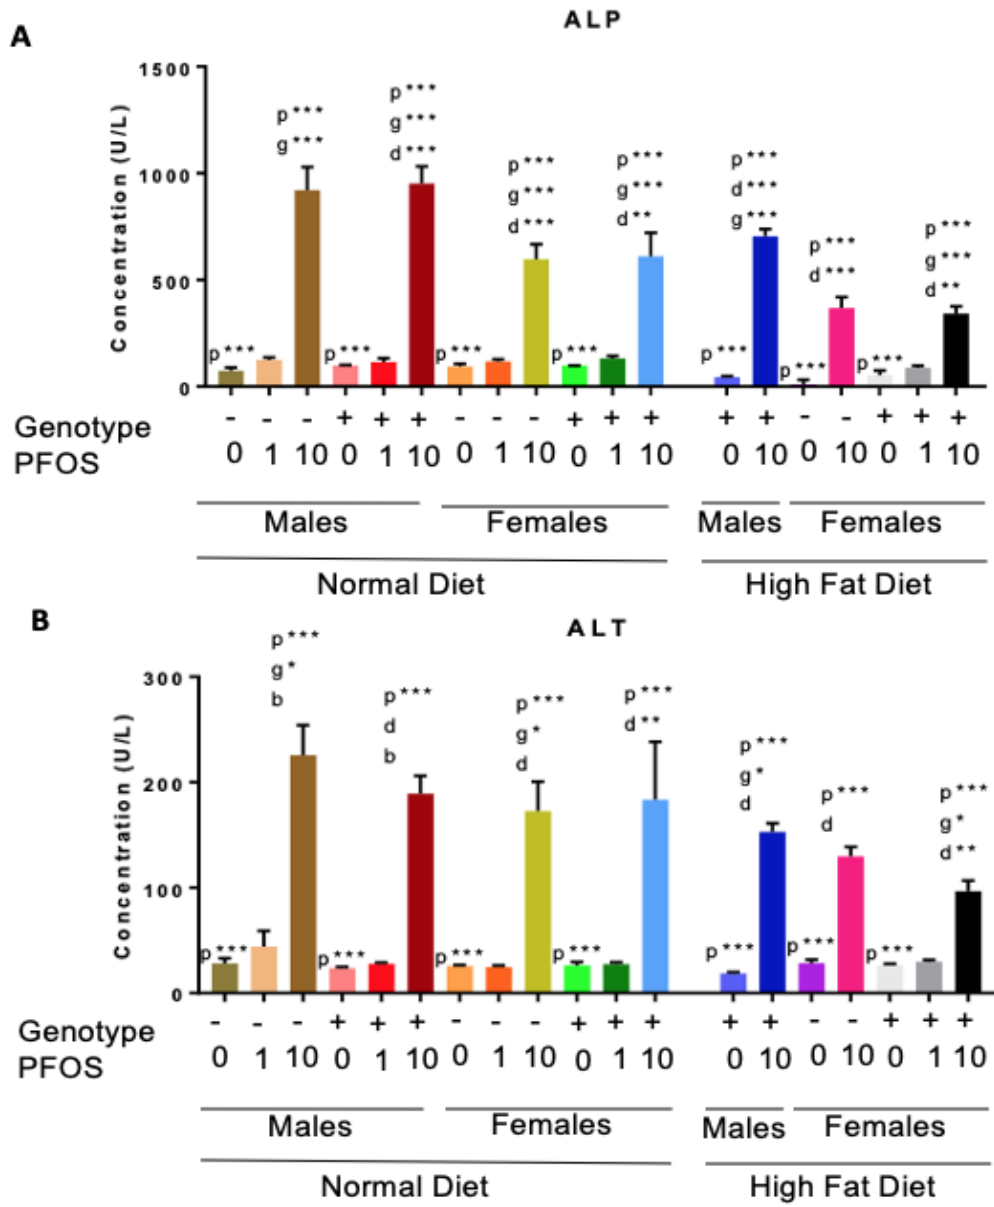 A
ALP
Concentration (U/L)
1500
1000
500
0
p***
p*** g***
p***
p*** g*** d***
p***
p*** g*** d***
p***
p*** g*** d**
p***
p*** d*** g***
p***
p*** d***
p***
p*** g*** d**
Genotype - - - + + + - - - + + + + + - - + + +
PFOS 0 1 10 0 1 10 0 1 10 0 1 10 0 10 0 10 0 1 10
Males Females Males Females
Normal Diet High Fat Diet
B
ALT
Concentration (U/L)
300
200
100
0
p***
p*** g* b
p***
p*** d b
p***
p*** g* d
p***
p*** d**
p***
p*** g* d
p***
p*** d
p***
p*** g* d**
Genotype - - - + + + - - - + + + + + - - + + +
PFOS 0 1 10 0 1 10 0 1 10 0 1 10 0 10 0 10 0 1 10
Males Females Males Females
Normal Diet High Fat Diet